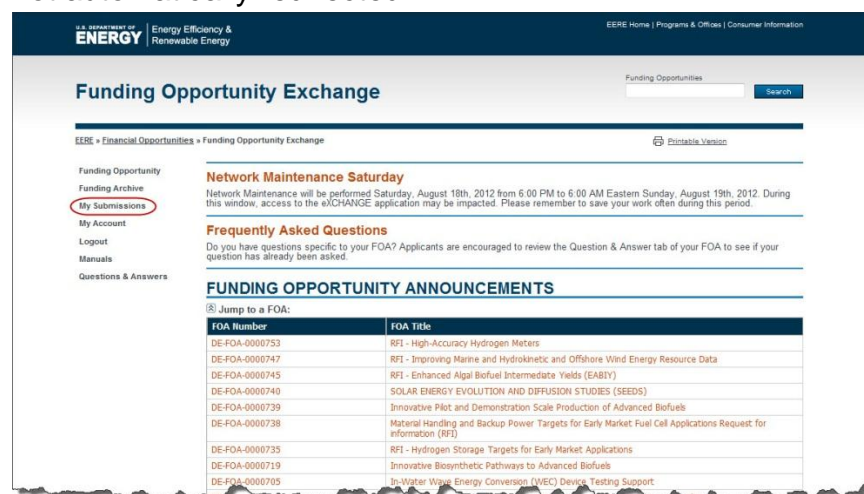 U.S. DEPARTMENT OF
ENERGY
Energy Efficiency &
Renewable Energy
EERE Home | Programs & Offices | Consumer Information
Funding Opportunity Exchange
Funding Opportunities
Search
EERE » Financial Opportunities » Funding Opportunity Exchange
Printable Version
Funding Opportunity
Funding Archive
My Submissions
My Account
Logout
Manuals
Questions & Answers
Network Maintenance Saturday
Network Maintenance will be performed Saturday, August 18th, 2012 from 6:00 PM to 6:00 AM Eastern Sunday, August 19th, 2012. During
this window, access to the eXCHANGE application may be impacted. Please remember to save your work often during this period.
Frequently Asked Questions
Do you have questions specific to your FOA? Applicants are encouraged to review the Question & Answer tab of your FOA to see if your
question has already been asked.
FUNDING OPPORTUNITY ANNOUNCEMENTS
Jump to a FOA:
FOA Number FOA Title
DE-FOA-0000753 RFI - High-Accuracy Hydrogen Meters
DE-FOA-0000747 RFI - Improving Marine and Hydrokinetic and Offshore Wind Energy Resource Data
DE-FOA-0000745 RFI - Enhanced Algal Biofuel Intermediate Yields (EABIY)
DE-FOA-0000740 SOLAR ENERGY EVOLUTION AND DIFFUSION STUDIES (SEEDS)
DE-FOA-0000739 Innovative Pilot and Demonstration Scale Production of Advanced Biofuels
DE-FOA-0000738 Material Handling and Backup Power Targets for Early Market Fuel Cell Applications Request for
information (RFI)
DE-FOA-0000735 RFI - Hydrogen Storage Targets for Early Market Applications
DE-FOA-0000719 Innovative Biosynthetic Pathways to Advanced Biofuels
DE-FOA-0000705 In-Water Wave Energy Conversion (WEC) Device Testing Support